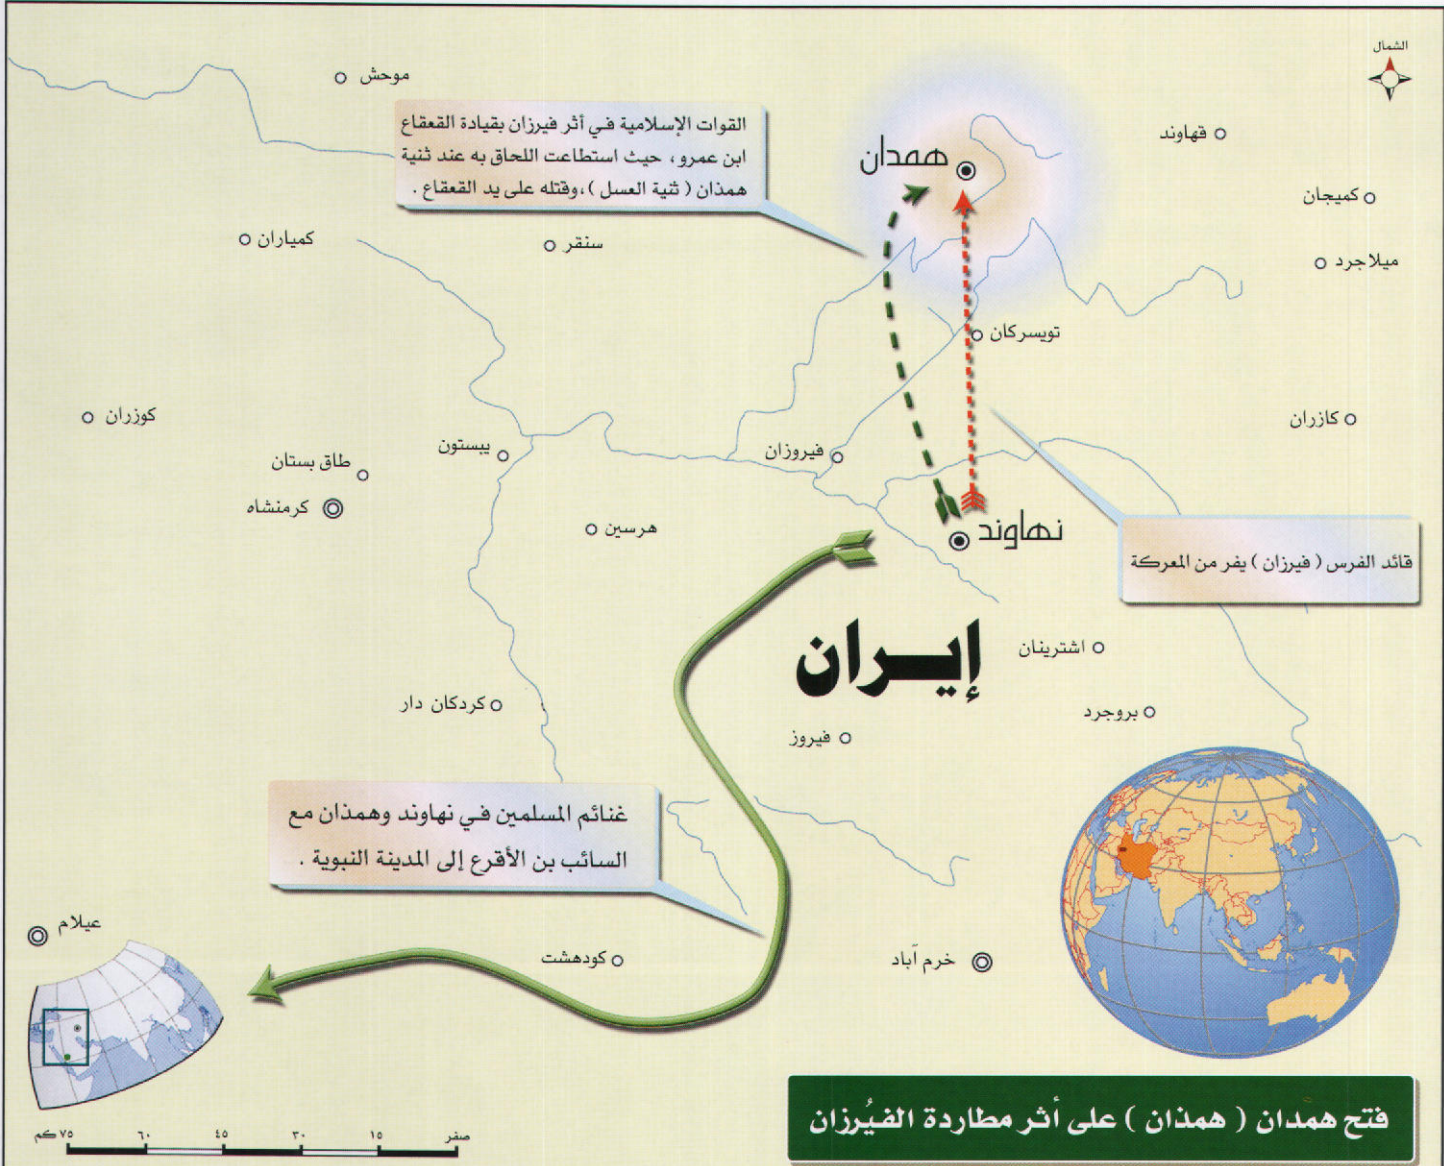 الشمال
موحش
القوات الإسلامية في أثر فيرزان بقيادة القعقاع
ابن عمرو، حيث استطاعت اللحاق به عند ثنية
همذان ( ثنية العسل )،وقتله على يد القعقاع .
همدان
قهاوند
كميجان
ميلاجرد
كمياران
سنقر
تويسركان
كوزران
طاق بستان
كرمنشاه
يبستون
فيروزان
كازران
هرسين
نهاوند
قائد الفرس ( فيرزان ) يفر من المعركة
إيران
اشترينان
بروجرد
كردكان دار
فيروز
غنائم المسلمين في نهاوند وهمذان مع
السائب بن الأقرع إلى المدينة النبوية .
عيلام
كودهشت
خرم آباد
صفر ١٥ ٣٠ ٤٥ ٦٠ ٧٥ كم
فتح همدان ( همذان ) على أثر مطاردة الفيُرزان